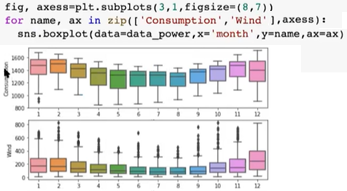 fig, axess=plt.subplots(3,1,figsize=(8,7))
for name, ax in zip(['Consumption','Wind'],axess):
sns.boxplot(data=data_power,x='month',y=name,ax=ax)
1600
1400
1200
1000
800
Consumption
1 2 3 4 5 6 7 8 9 10 11 12
800
600
400
200
0
Wind
1 2 3 4 5 6 7 8 9 10 11 12